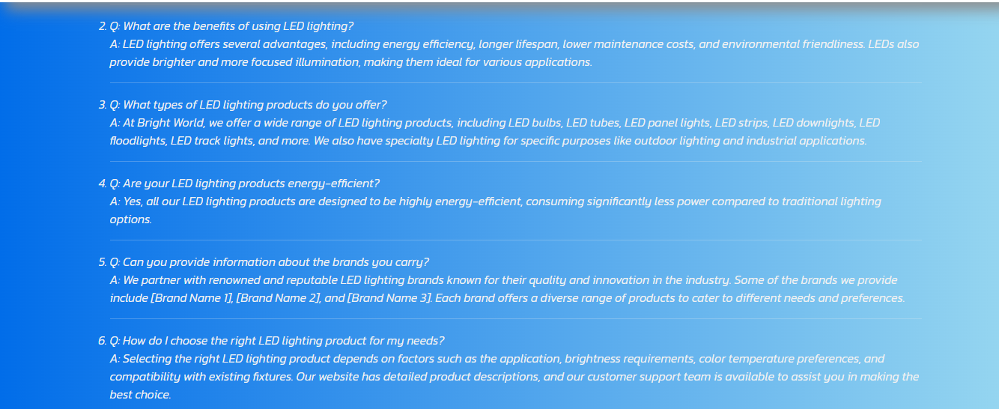 2. Q: What are the benefits of using LED lighting?
A: LED lighting offers several advantages, including energy efficiency, longer lifespan, lower maintenance costs, and environmental friendliness. LEDs also
provide brighter and more focused illumination, making them ideal for various applications.
3. Q: What types of LED lighting products do you offer?
A: At Bright World, we offer a wide range of LED lighting products, including LED bulbs, LED tubes, LED panel lights, LED strips, LED downlights, LED
floodlights, LED track lights, and more. We also have specialty LED lighting for specific purposes like outdoor lighting and industrial applications.
4. Q: Are your LED lighting products energy-efficient?
A: Yes, all our LED lighting products are designed to be highly energy-efficient, consuming significantly less power compared to traditional lighting
options.
5. Q: Can you provide information about the brands you carry?
A: We partner with renowned and reputable LED lighting brands known for their quality and innovation in the industry. Some of the brands we provide
include [Brand Name 1], [Brand Name 2], and [Brand Name 3]. Each brand offers a diverse range of products to cater to different needs and preferences.
6. Q: How do I choose the right LED lighting product for my needs?
A: Selecting the right LED lighting product depends on factors such as the application, brightness requirements, color temperature preferences, and
compatibility with existing fixtures. Our website has detailed product descriptions, and our customer support team is available to assist you in making the
best choice.